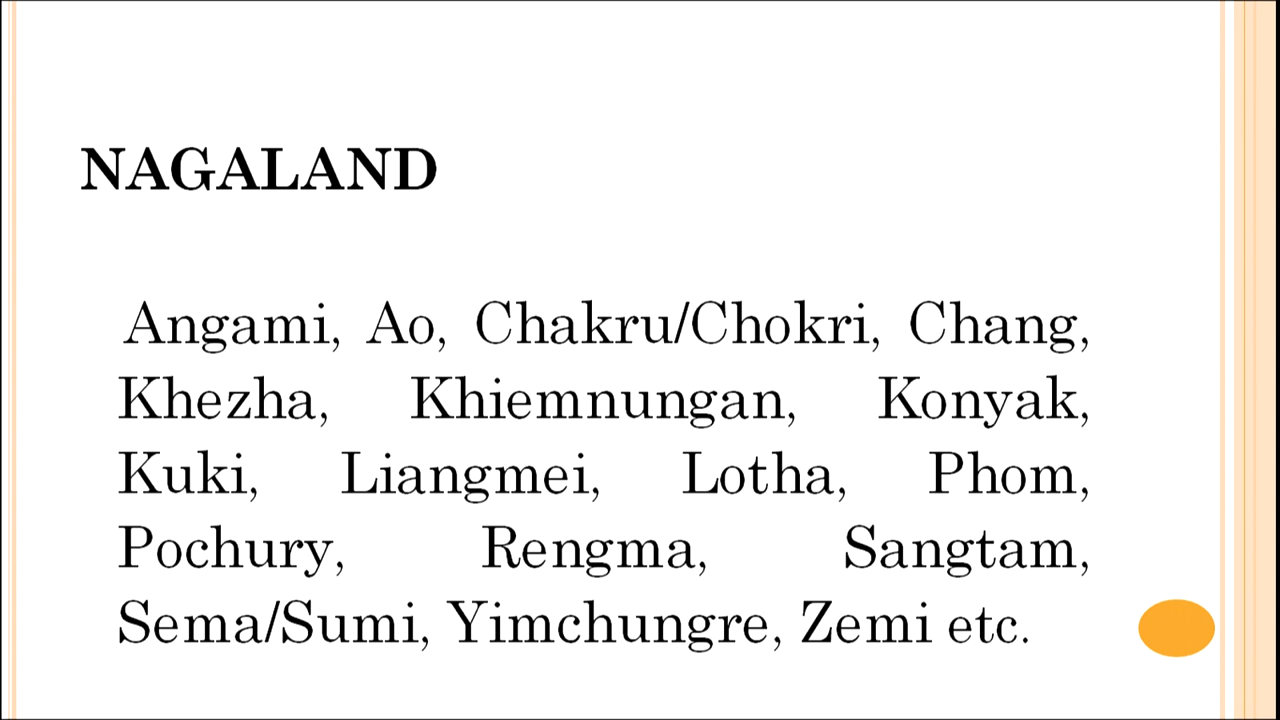 NAGALAND
Angami, Ao, Chakru/Chokri, Chang,
Khezha, Khiemnungan, Konyak,
Kuki, Liangmei, Lotha, Phom,
Pochury, Rengma, Sangtam,
Sema/Sumi, Yimchungre, Zemi etc.